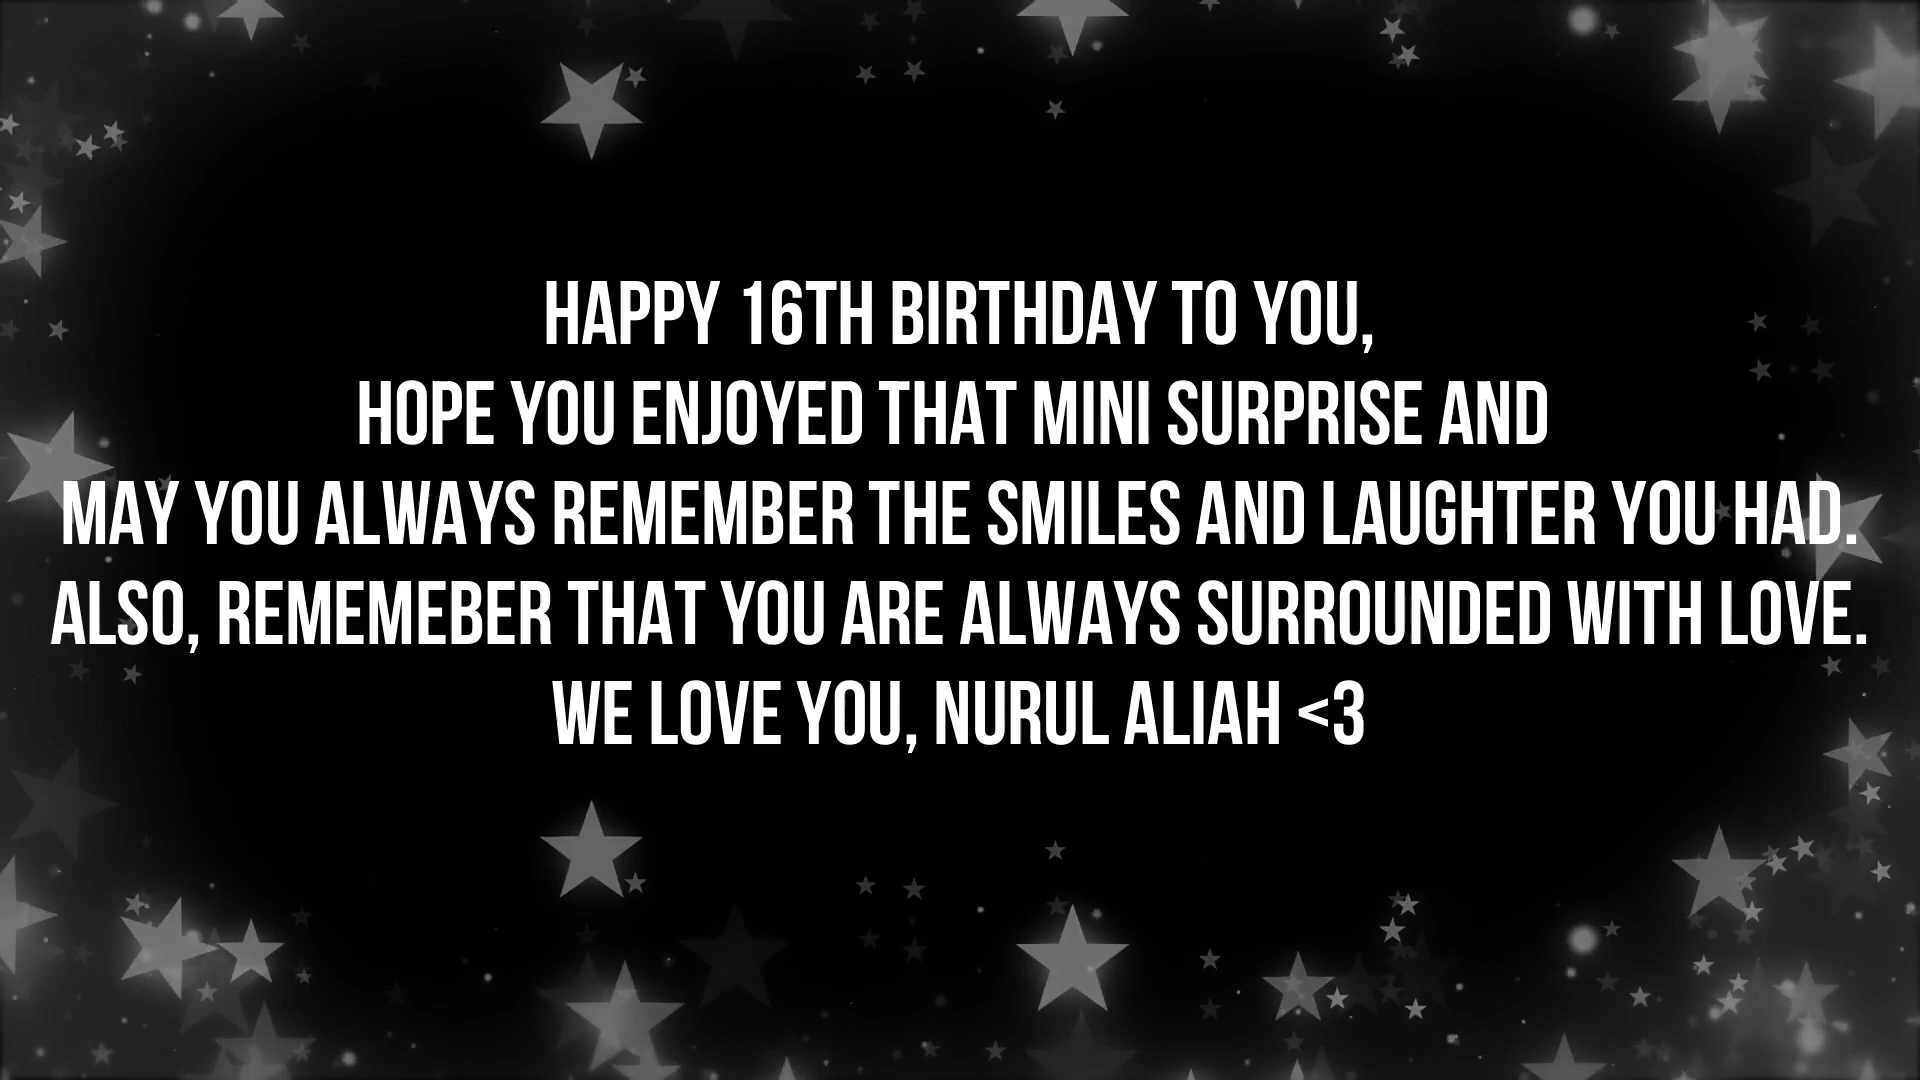 HAPPY 16TH BIRTHDAY TO YOU,
HOPE YOU ENJOYED THAT MINI SURPRISE AND
MAY YOU ALWAYS REMEMBER THE SMILES AND LAUGHTER YOU HAD.
ALSO, REMEMEBER THAT YOU ARE ALWAYS SURROUNDED WITH LOVE.
WE LOVE YOU, NURUL ALIAH <3